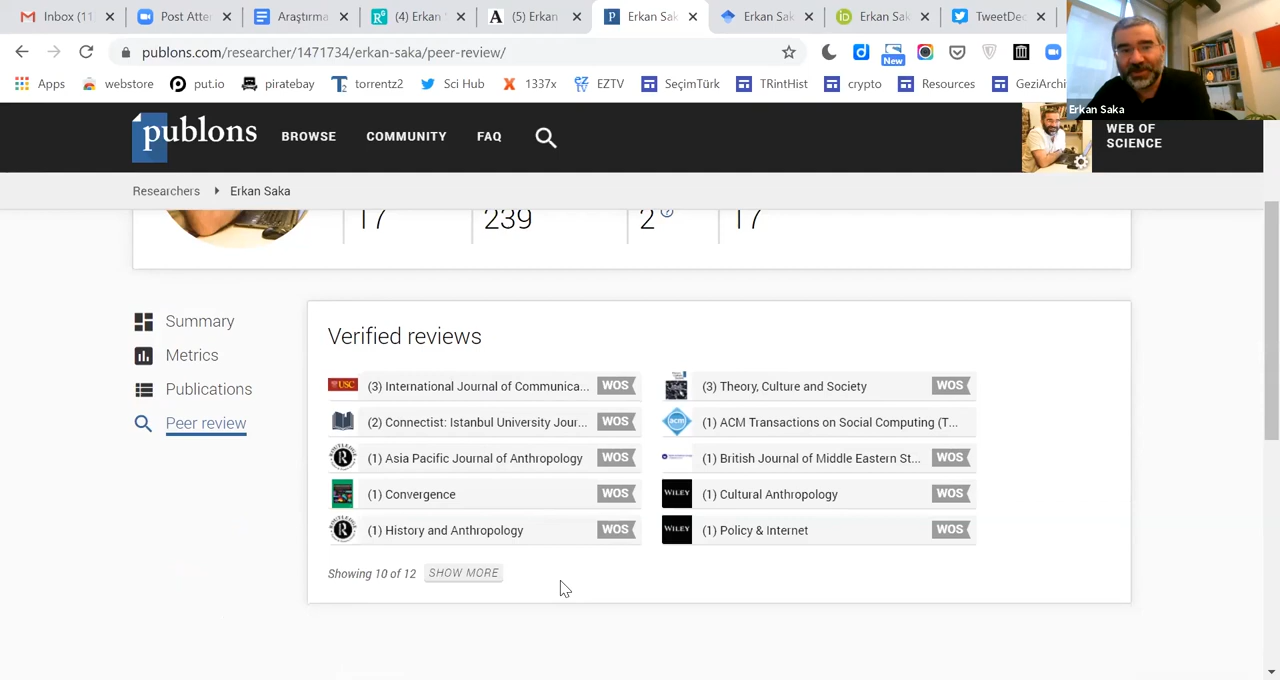 Inbox (11
Post Atter
Araştırma
(4) Erkan
(5) Erkan
Erkan Sak
Erkan Sak
Erkan Sak
TweetDec
publons.com/researcher/1471734/erkan-saka/peer-review/
New
Apps
webstore
put.io
piratebay
torrentz2
Sci Hub
1337x
EZTV
SeçimTürk
TRintHist
crypto
Resources
GeziArchi
Erkan Saka
publons
BROWSE
COMMUNITY
FAQ
WEB OF
SCIENCE
Researchers
Erkan Saka
17
239
2
17
Summary
Metrics
Publications
Peer review
Verified reviews
(3) International Journal of Communica... WOS
(3) Theory, Culture and Society WOS
(2) Connectist: Istanbul University Jour... WOS
(1) ACM Transactions on Social Computing (T...
(1) Asia Pacific Journal of Anthropology WOS
(1) British Journal of Middle Eastern St... WOS
(1) Convergence WOS
(1) Cultural Anthropology WOS
(1) History and Anthropology WOS
(1) Policy & Internet WOS
Showing 10 of 12 SHOW MORE